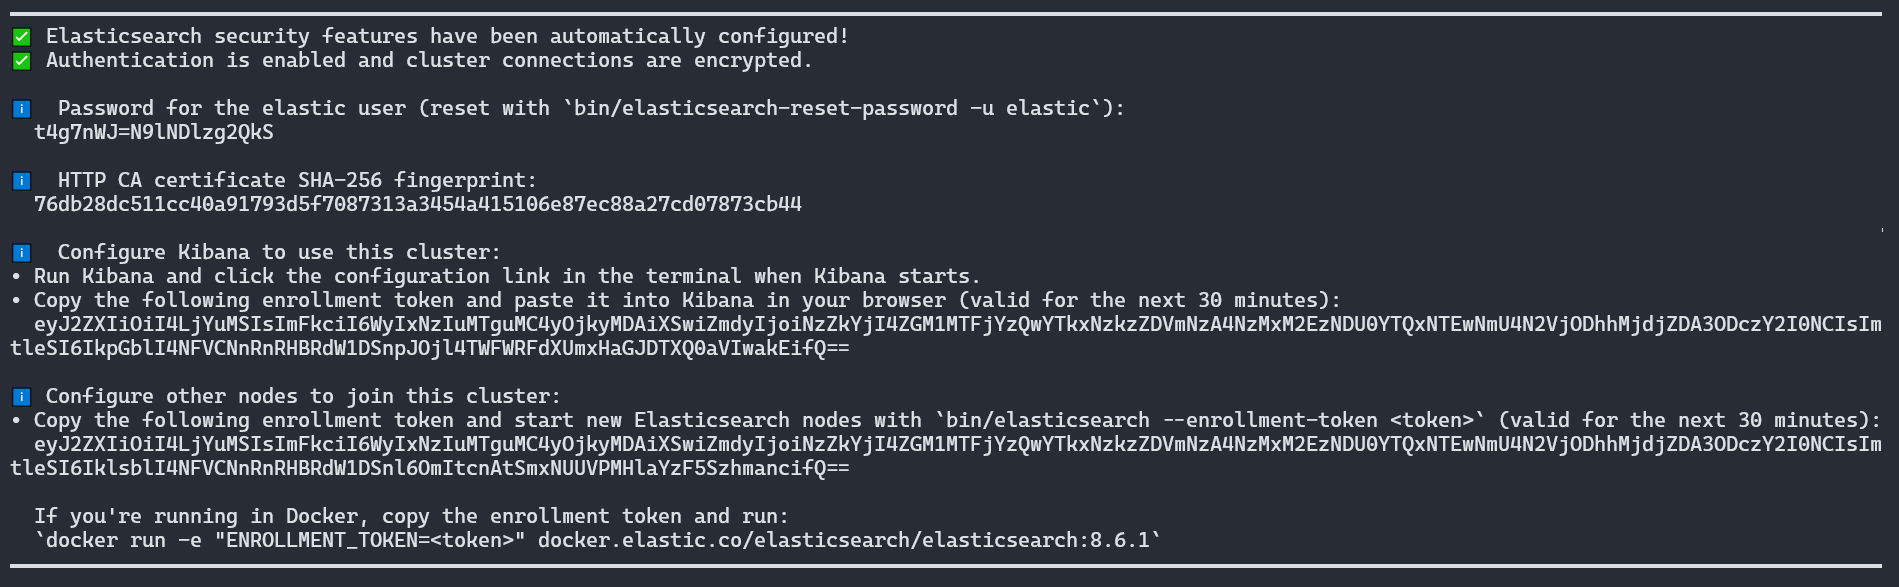 ✅ Elasticsearch security features have been automatically configured!
✅ Authentication is enabled and cluster connections are encrypted.
ℹ️  Password for the elastic user (reset with `bin/elasticsearch-reset-password -u elastic`):
t4g7nWJ=N9lNDlzg2QkS
ℹ️  HTTP CA certificate SHA-256 fingerprint:
76db28dc511cc40a91793d5f7087313a3454a415106e87ec88a27cd07873cb44
ℹ️  Configure Kibana to use this cluster:
• Run Kibana and click the configuration link in the terminal when Kibana starts.
• Copy the following enrollment token and paste it into Kibana in your browser (valid for the next 30 minutes):
eyJ2ZXIiOiI4LjYuMSIsImFkciI6WyIxNzIuMTguMC4yOjkyMDAiXSwiZmdyIjoiNzZkYjI4ZGM1MTFjYzQwYTkxNzkzZDVmNzA4NzMxM2EzNDU0YTQxNTEwNmU4N2VjODhhMjdjZDA3ODczY2I0NCIsIm
tleSI6IkpGblI4NFVCNnRnRHBRdW1DSnpJOjl4TWFWRFdXUmxHaGJDTXQ0aVIwakEifQ==
ℹ️ Configure other nodes to join this cluster:
• Copy the following enrollment token and start new Elasticsearch nodes with `bin/elasticsearch --enrollment-token <token>` (valid for the next 30 minutes):
eyJ2ZXIiOiI4LjYuMSIsImFkciI6WyIxNzIuMTguMC4yOjkyMDAiXSwiZmdyIjoiNzZkYjI4ZGM1MTFjYzQwYTkxNzkzZDVmNzA4NzMxM2EzNDU0YTQxNTEwNmU4N2VjODhhMjdjZDA3ODczY2I0NCIsIm
tleSI6IklsblI4NFVCNnRnRHBRdW1DSnl6OmItcnAtSmxNUUVPMHlaYzF5SzhmancifQ==
If you're running in Docker, copy the enrollment token and run:
`docker run -e "ENROLLMENT_TOKEN=<token>" docker.elastic.co/elasticsearch/elasticsearch:8.6.1`